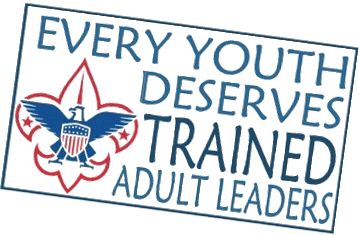 EVERY YOUTH
DESERVES
TRAINED
ADULT LEADERS